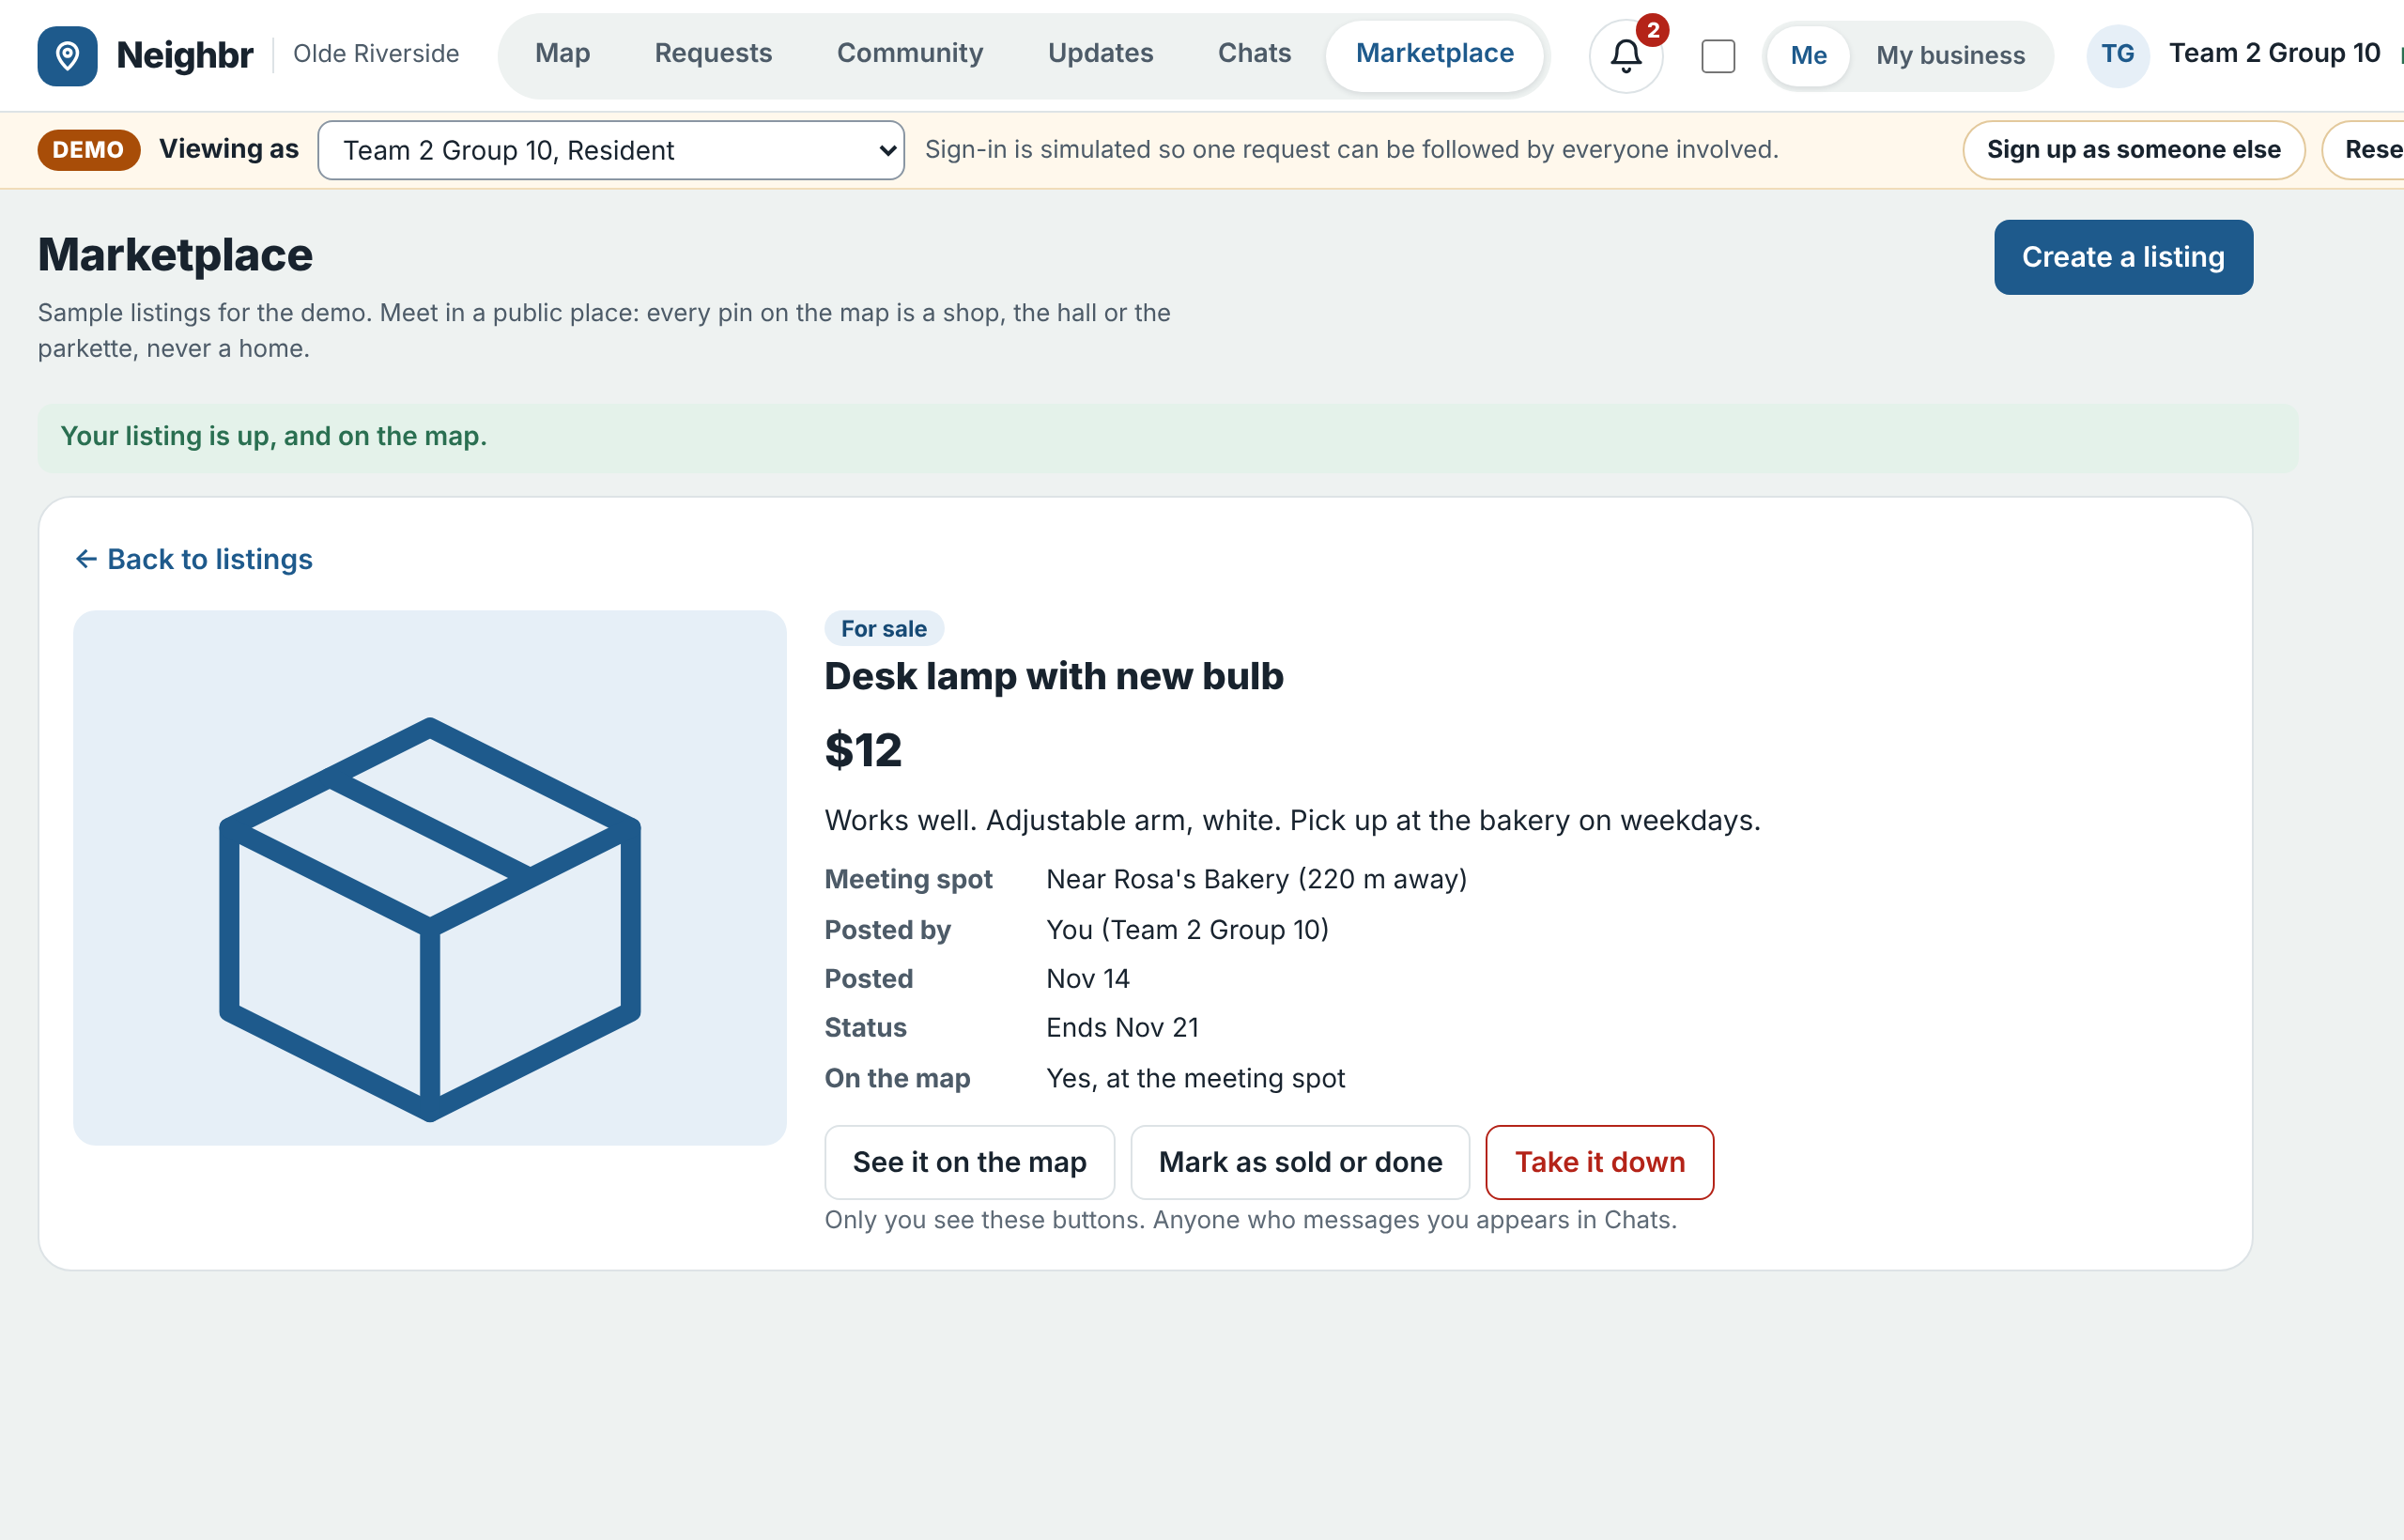 Neighbr
Olde Riverside
Map
Requests
Community
Updates
Chats
Marketplace
2
Me
My business
TG
Team 2 Group 10
DEMO
Viewing as
Team 2 Group 10, Resident
Sign-in is simulated so one request can be followed by everyone involved.
Sign up as someone else
Rese
Marketplace
Create a listing
Sample listings for the demo. Meet in a public place: every pin on the map is a shop, the hall or the
parkette, never a home.
Your listing is up, and on the map.
← Back to listings
For sale
Desk lamp with new bulb
$12
Works well. Adjustable arm, white. Pick up at the bakery on weekdays.
Meeting spot Near Rosa's Bakery (220 m away)
Posted by You (Team 2 Group 10)
Posted Nov 14
Status Ends Nov 21
On the map Yes, at the meeting spot
See it on the map
Mark as sold or done
Take it down
Only you see these buttons. Anyone who messages you appears in Chats.